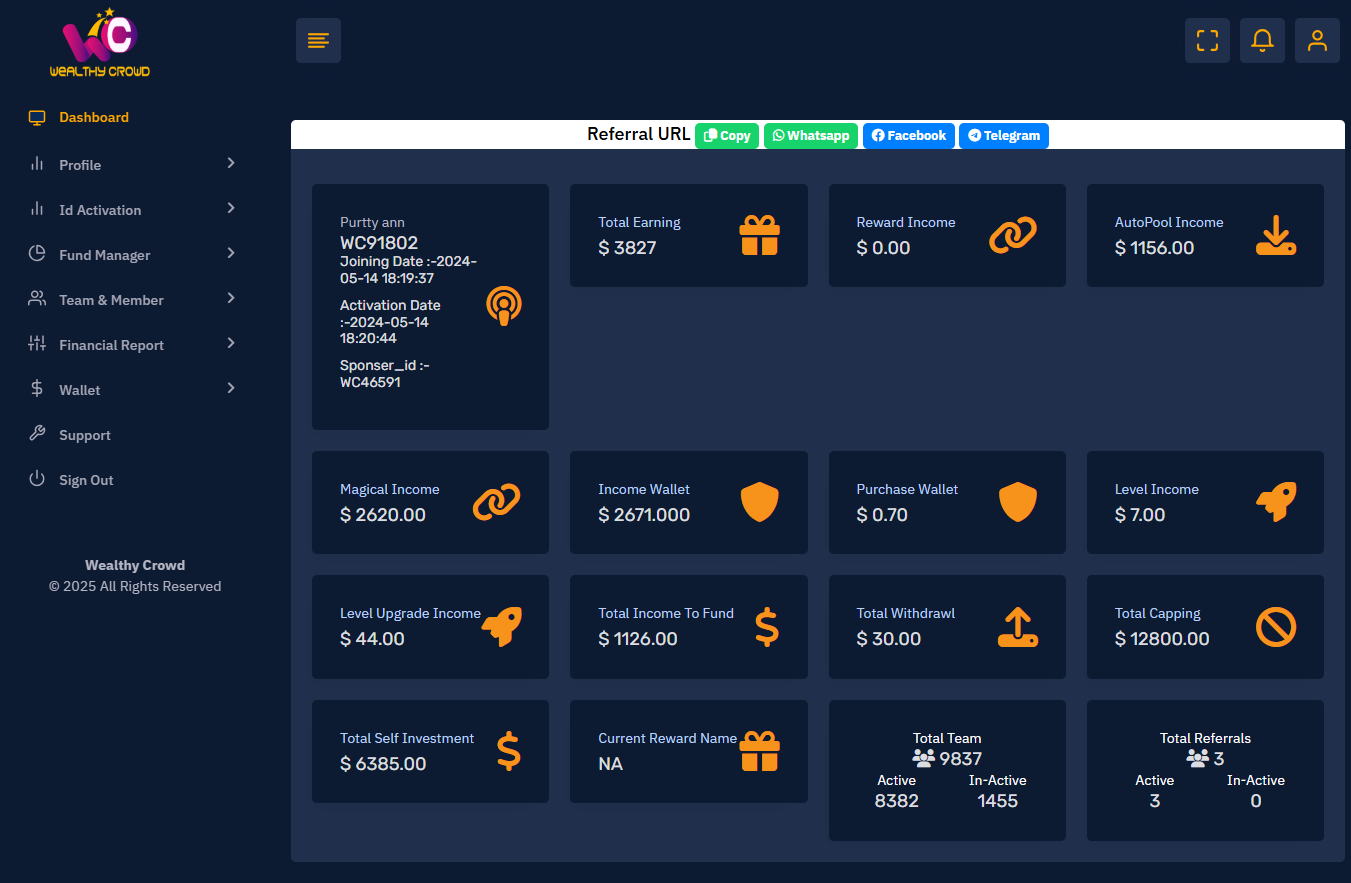 WC
WEALTHY CROWD
Dashboard
Profile
Id Activation
Fund Manager
Team & Member
Financial Report
Wallet
Support
Sign Out
Wealthy Crowd
© 2025 All Rights Reserved
Referral URL Copy Whatsapp Facebook Telegram
Purtty ann
WC91802
Joining Date :-2024-
05-14 18:19:37
Activation Date
:-2024-05-14
18:20:44
Sponser_id :-
WC46591
Total Earning
$ 3827
Reward Income
$ 0.00
AutoPool Income
$ 1156.00
Magical Income
$ 2620.00
Income Wallet
$ 2671.000
Purchase Wallet
$ 0.70
Level Income
$ 7.00
Level Upgrade Income
$ 44.00
Total Income To Fund
$ 1126.00
Total Withdrawl
$ 30.00
Total Capping
$ 12800.00
Total Self Investment
$ 6385.00
Current Reward Name
NA
Total Team
9837
Active In-Active
8382 1455
Total Referrals
3
Active In-Active
3 0